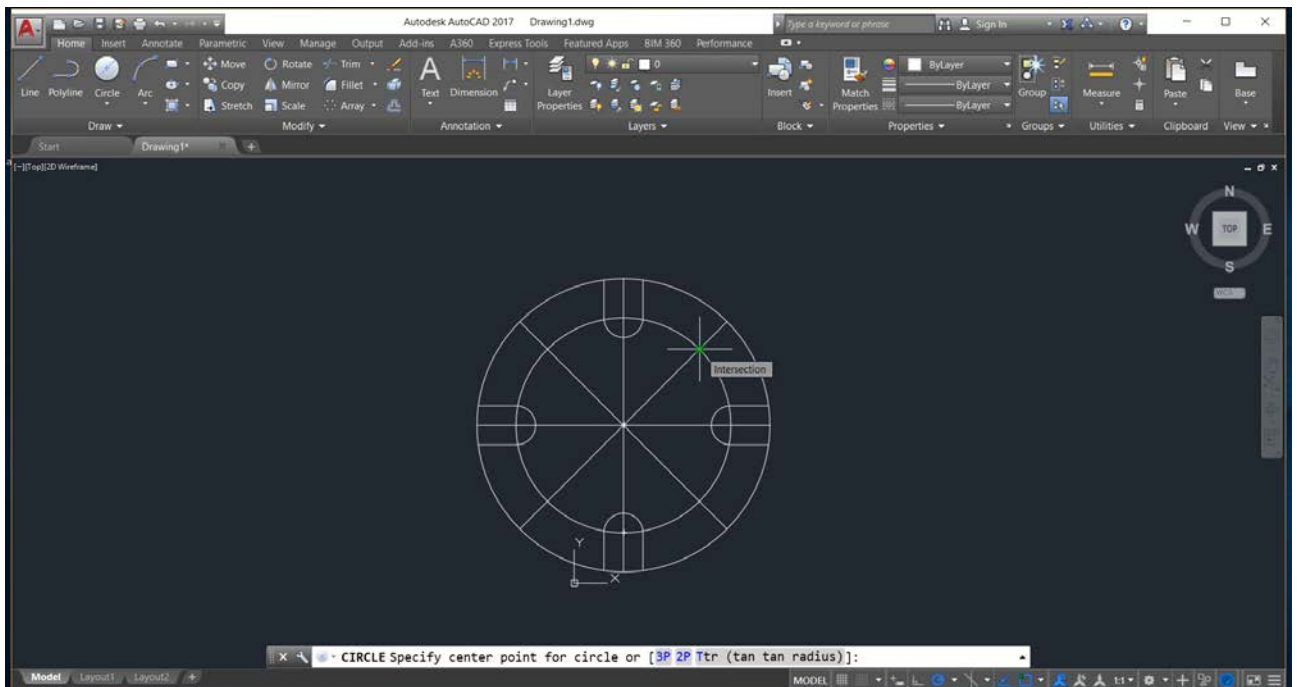 Autodesk AutoCAD 2017 Drawing1.dwg Type a keyword or phrase Sign In
A
Home Insert Annotate Parametric View Manage Output Add-ins A360 Express Tools Featured Apps BIM 360 Performance
Move Rotate Trim 0 ByLayer
Line Polyline Circle Arc Copy Mirror Fillet Text Dimension Layer Properties Insert Match Properties ByLayer Group Measure Paste Base
Stretch Scale Array ByLayer
Draw Modify Annotation Layers Block Properties Groups Utilities Clipboard View
Start Drawing1* +
[–][Top][2D Wireframe]
N
W TOP E
S
WCS
Intersection
Y
X
CIRCLE Specify center point for circle or [3P 2P Ttr (tan tan radius)]:
Model Layout1 Layout2 + MODEL 1:1